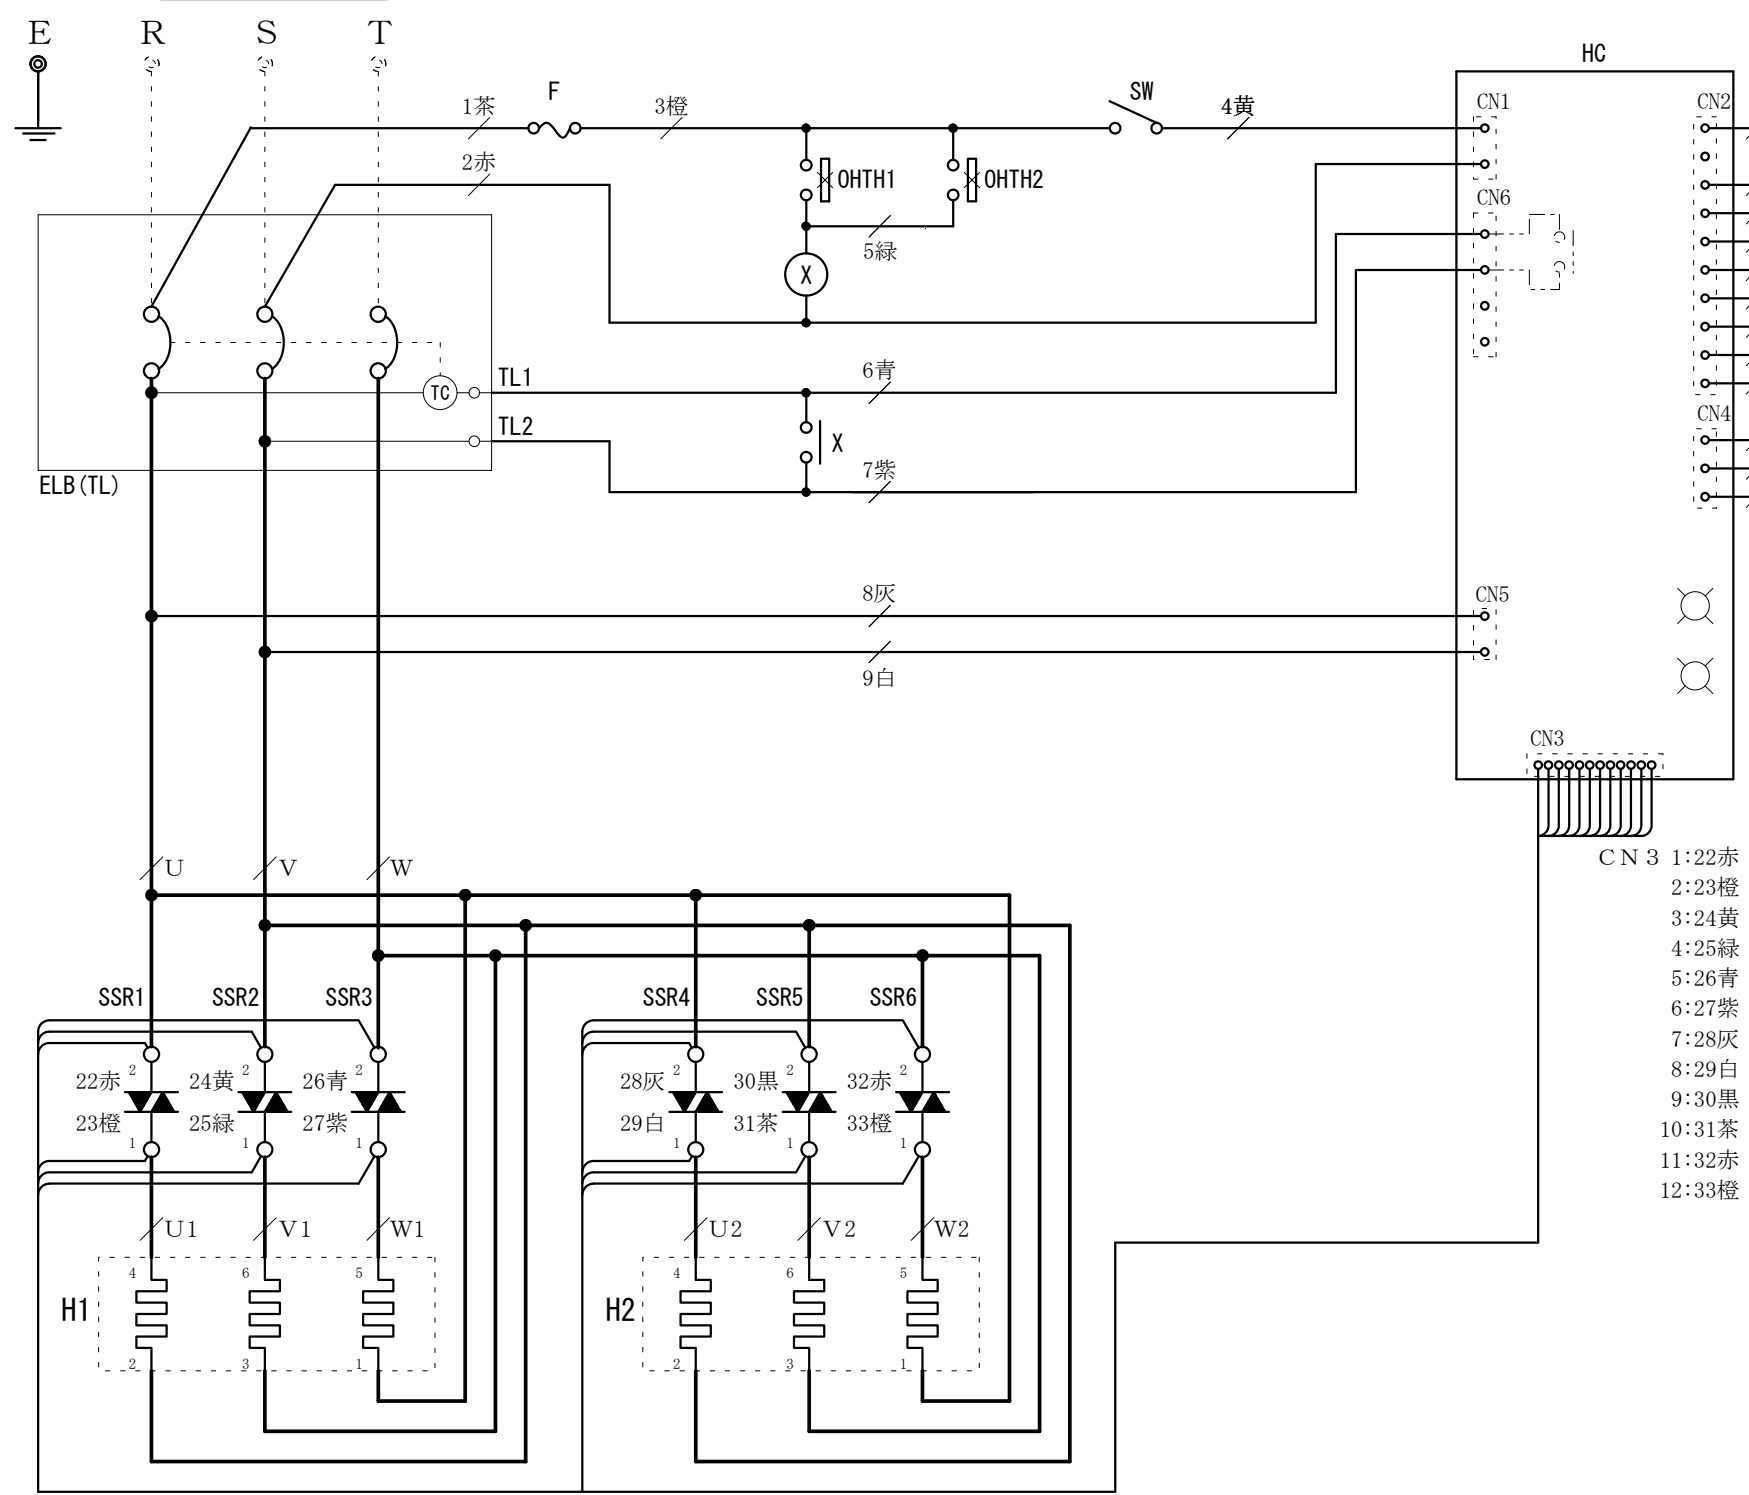 E R S T
HC
F
SW
1茶
3橙
4黄
CN1
CN2
2赤
OHTH1
OHTH2
CN6
5緑
X
6青
TL1
TC
TL2
CN4
X
7紫
ELB(TL)
8灰
CN5
9白
CN3
U V W
CN3 1:22赤
2:23橙
3:24黄
4:25緑
5:26青
6:27紫
7:28灰
8:29白
9:30黒
10:31茶
11:32赤
12:33橙
SSR1 SSR2 SSR3 SSR4 SSR5 SSR6
2 2 2 2 2 2
22赤 24黄 26青 28灰 30黒 32赤
23橙 25緑 27紫 29白 31茶 33橙
1 1 1 1 1 1
U1 V1 W1 U2 V2 W2
4 6 5 4 6 5
H1 H2
2 3 1 2 3 1